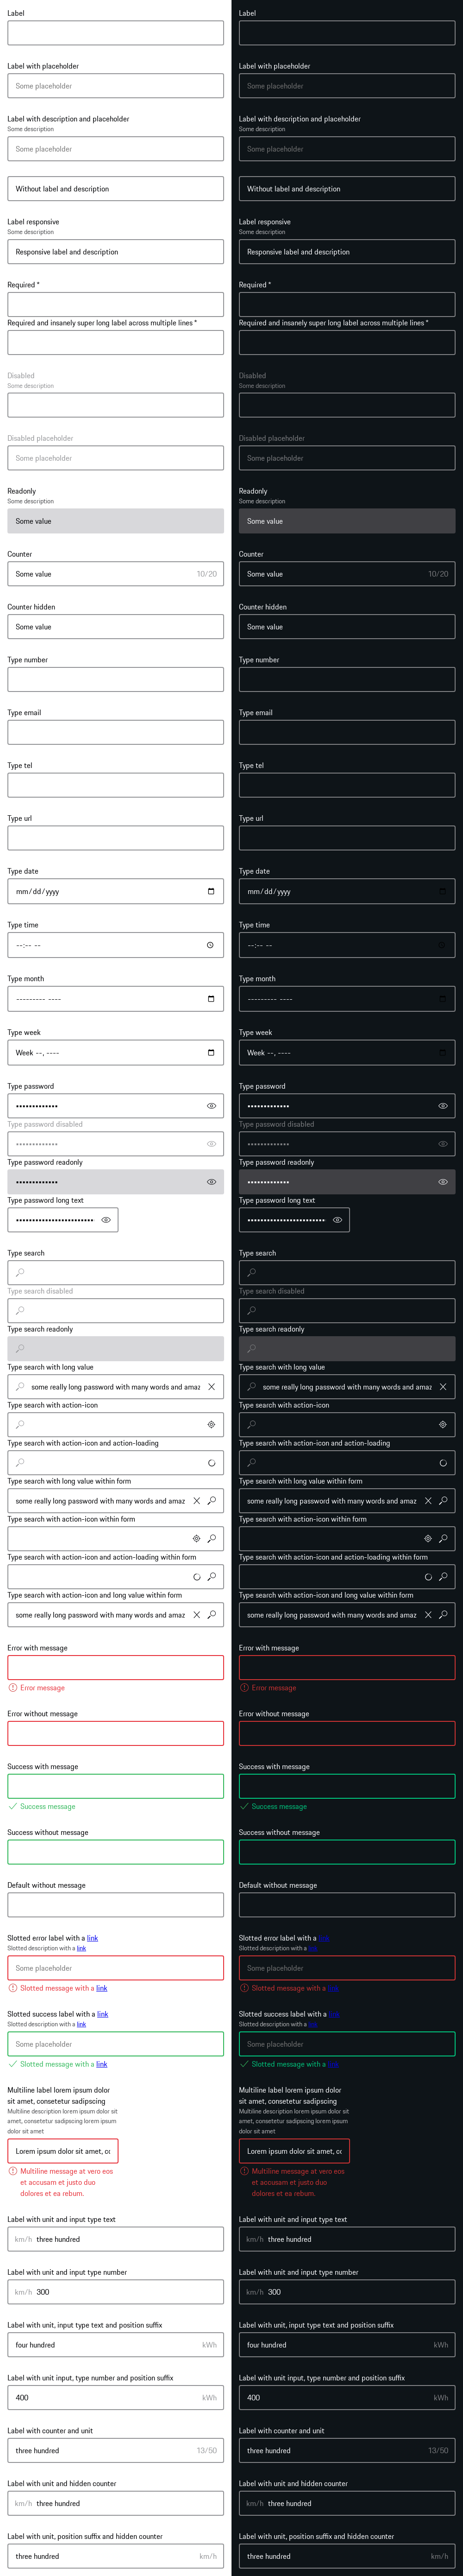 Label
Label with placeholder
Some placeholder
Label with description and placeholder
Some description
Some placeholder
Without label and description
Label responsive
Some description
Responsive label and description
Required *
Required and insanely super long label across multiple lines *
Disabled
Some description
Disabled placeholder
Some placeholder
Readonly
Some description
Some value
Counter
Some value 10/20
Counter hidden
Some value
Type number
Type email
Type tel
Type url
Type date
mm/dd/yyyy
Type time
--:-- --
Type month
--------- ----
Type week
Week --, ----
Type password
•••••••••••••
Type password disabled
•••••••••••••
Type password readonly
•••••••••••••
Type password long text
••••••••••••••••••••••••
Type search
Type search disabled
Type search readonly
Type search with long value
some really long password with many words and amaz
Type search with action-icon
Type search with action-icon and action-loading
Type search with long value within form
some really long password with many words and amaz
Type search with action-icon within form
Type search with action-icon and action-loading within form
Type search with action-icon and long value within form
some really long password with many words and amaz
Error with message
Error message
Error without message
Success with message
Success message
Success without message
Default without message
Slotted error label with a link
Slotted description with a link
Some placeholder
Slotted message with a link
Slotted success label with a link
Slotted description with a link
Some placeholder
Slotted message with a link
Multiline label lorem ipsum dolor
sit amet, consetetur sadipscing
Multiline description lorem ipsum dolor sit
amet, consetetur sadipscing lorem ipsum
dolor sit amet
Lorem ipsum dolor sit amet, co
Multiline message at vero eos
et accusam et justo duo
dolores et ea rebum.
Label with unit and input type text
km/h three hundred
Label with unit and input type number
km/h 300
Label with unit, input type text and position suffix
four hundred kWh
Label with unit input, type number and position suffix
400 kWh
Label with counter and unit
three hundred 13/50
Label with unit and hidden counter
km/h three hundred
Label with unit, position suffix and hidden counter
three hundred km/h
Label
Label with placeholder
Some placeholder
Label with description and placeholder
Some description
Some placeholder
Without label and description
Label responsive
Some description
Responsive label and description
Required *
Required and insanely super long label across multiple lines *
Disabled
Some description
Disabled placeholder
Some placeholder
Readonly
Some description
Some value
Counter
Some value 10/20
Counter hidden
Some value
Type number
Type email
Type tel
Type url
Type date
mm/dd/yyyy
Type time
--:-- --
Type month
--------- ----
Type week
Week --, ----
Type password
•••••••••••••
Type password disabled
•••••••••••••
Type password readonly
•••••••••••••
Type password long text
••••••••••••••••••••••••
Type search
Type search disabled
Type search readonly
Type search with long value
some really long password with many words and amaz
Type search with action-icon
Type search with action-icon and action-loading
Type search with long value within form
some really long password with many words and amaz
Type search with action-icon within form
Type search with action-icon and action-loading within form
Type search with action-icon and long value within form
some really long password with many words and amaz
Error with message
Error message
Error without message
Success with message
Success message
Success without message
Default without message
Slotted error label with a link
Slotted description with a link
Some placeholder
Slotted message with a link
Slotted success label with a link
Slotted description with a link
Some placeholder
Slotted message with a link
Multiline label lorem ipsum dolor
sit amet, consetetur sadipscing
Multiline description lorem ipsum dolor sit
amet, consetetur sadipscing lorem ipsum
dolor sit amet
Lorem ipsum dolor sit amet, co
Multiline message at vero eos
et accusam et justo duo
dolores et ea rebum.
Label with unit and input type text
km/h three hundred
Label with unit and input type number
km/h 300
Label with unit, input type text and position suffix
four hundred kWh
Label with unit input, type number and position suffix
400 kWh
Label with counter and unit
three hundred 13/50
Label with unit and hidden counter
km/h three hundred
Label with unit, position suffix and hidden counter
three hundred km/h